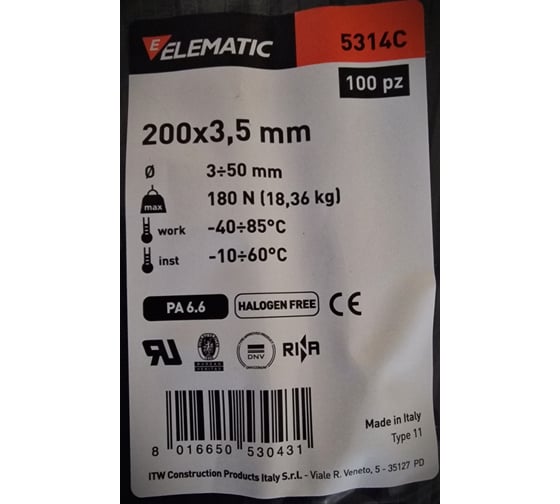 ELEMATIC
5314C
100 pz
200x3,5 mm
Ø 3÷50 mm
max 180 N (18,36 kg)
work -40÷85°C
inst -10÷60°C
PA 6.6 HALOGEN FREE CE
RU DNV RINA
8 016650 530431
Made in Italy
Type 11
ITW Construction Products Italy S.r.l. - Viale R. Veneto, 5 - 35127 PD